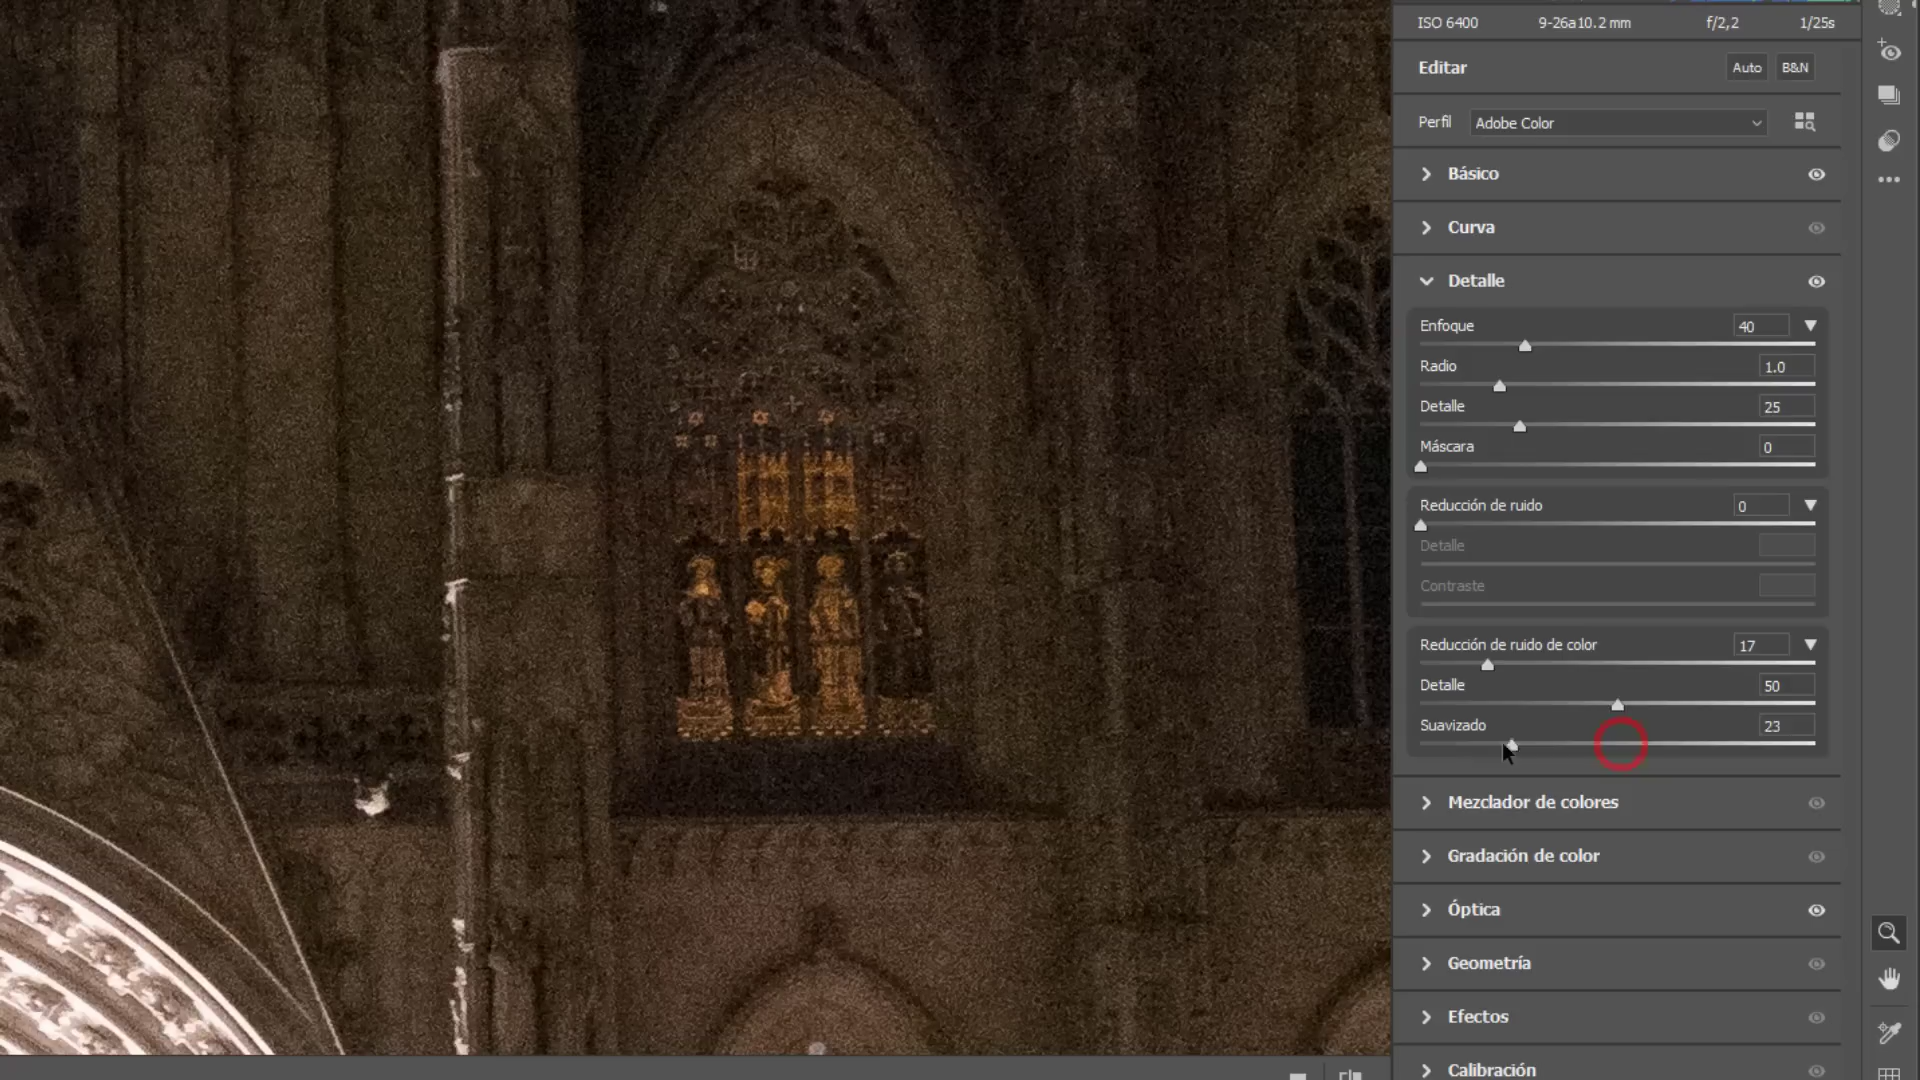 ISO 6400 9-26a10.2 mm f/2,2 1/25s
Editar Auto B&N
Perfil Adobe Color
Básico
Curva
Detalle
Enfoque 40
Radio 1.0
Detalle 25
Máscara 0
Reducción de ruido 0
Detalle
Contraste
Reducción de ruido de color 17
Detalle 50
Suavizado 23
Mezclador de colores
Gradación de color
Óptica
Geometría
Efectos
Calibración